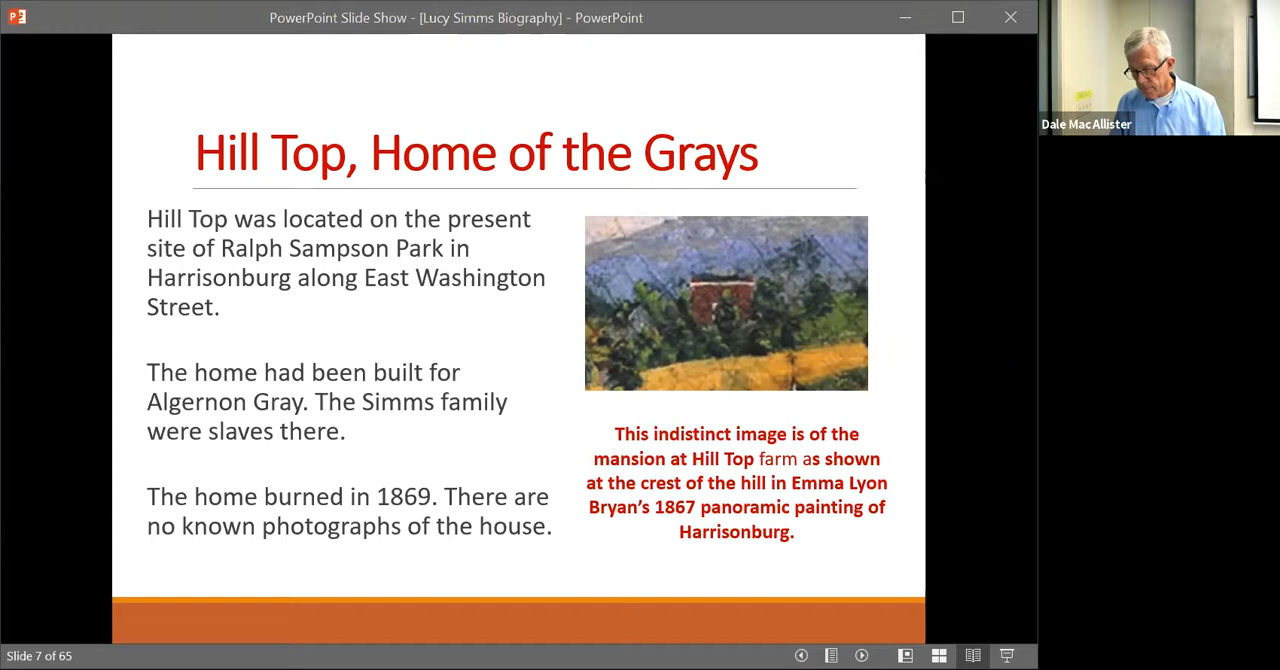 PowerPoint Slide Show - [Lucy Simms Biography] - PowerPoint
Dale Mac Allister
Hill Top, Home of the Grays
Hill Top was located on the present
site of Ralph Sampson Park in
Harrisonburg along East Washington
Street.
The home had been built for
Algernon Gray. The Simms family
were slaves there.
The home burned in 1869. There are
no known photographs of the house.
This indistinct image is of the
mansion at Hill Top farm as shown
at the crest of the hill in Emma Lyon
Bryan’s 1867 panoramic painting of
Harrisonburg.
Slide 7 of 65